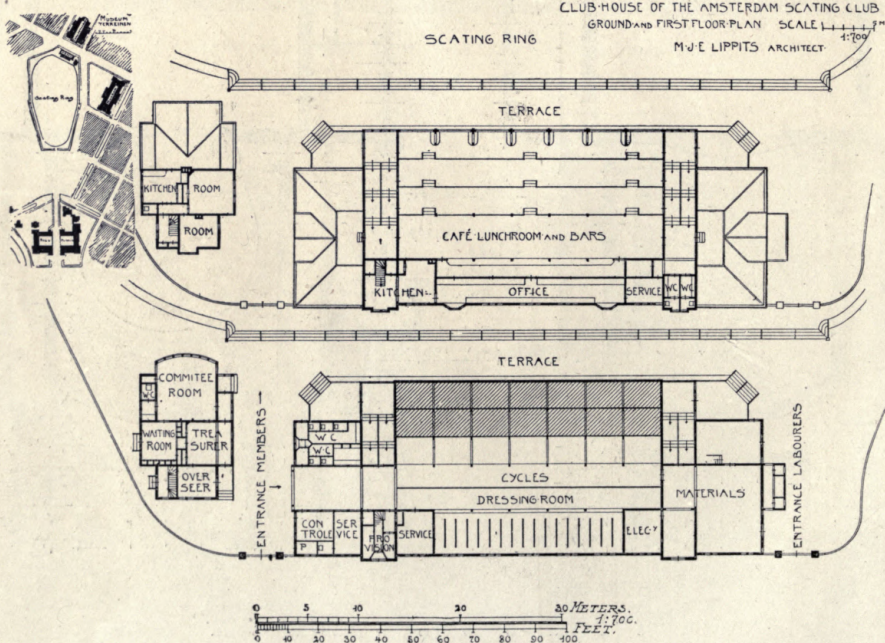 CLUB·HOUSE OF THE AMSTERDAM SCATING CLUB
GROUND·AND FIRST FLOOR·PLAN SCALE
1:700
M·J·E LIPPITS ARCHITECT·
MUSEUM
TERREINEN
Scating Ring
SCATING RING
TERRACE
KITCHEN
ROOM
ROOM
CAFÉ·LUNCHROOM·AND BARS
KITCHEN
OFFICE
SERVICE
WC WC
TERRACE
COMMITEE
ROOM
WC
WAITING
ROOM
TREA
SURER
OVER
SEER
ENTRANCE MEMBERS
WC
WC
CYCLES
DRESSING·ROOM
MATERIALS
ENTRANCE LABOURERS
CON
TROLE
P
SER
VICE
PRO
VISION
SERVICE
ELEC·Y
0 5 10 20 30 METERS.
1:700.
0 10 20 30 40 50 60 70 80 90 100 FEET.